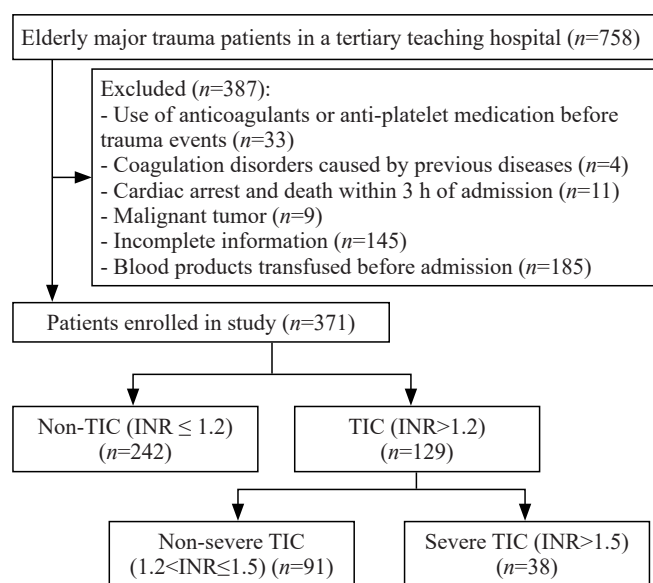 Elderly major trauma patients in a tertiary teaching hospital (n=758)
Excluded (n=387):
- Use of anticoagulants or anti-platelet medication before
trauma events (n=33)
- Coagulation disorders caused by previous diseases (n=4)
- Cardiac arrest and death within 3 h of admission (n=11)
- Malignant tumor (n=9)
- Incomplete information (n=145)
- Blood products transfused before admission (n=185)
Patients enrolled in study (n=371)
Non-TIC (INR ≤ 1.2)
(n=242)
TIC (INR>1.2)
(n=129)
Non-severe TIC
(1.2<INR≤1.5) (n=91)
Severe TIC (INR>1.5)
(n=38)